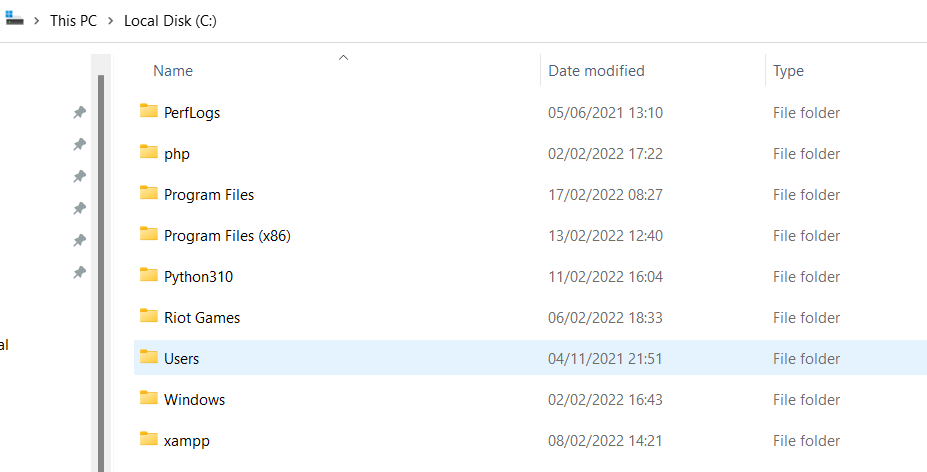 This PC > Local Disk (C:)
Name Date modified Type
PerfLogs 05/06/2021 13:10 File folder
php 02/02/2022 17:22 File folder
Program Files 17/02/2022 08:27 File folder
Program Files (x86) 13/02/2022 12:40 File folder
Python310 11/02/2022 16:04 File folder
Riot Games 06/02/2022 18:33 File folder
al
Users 04/11/2021 21:51 File folder
Windows 02/02/2022 16:43 File folder
xampp 08/02/2022 14:21 File folder